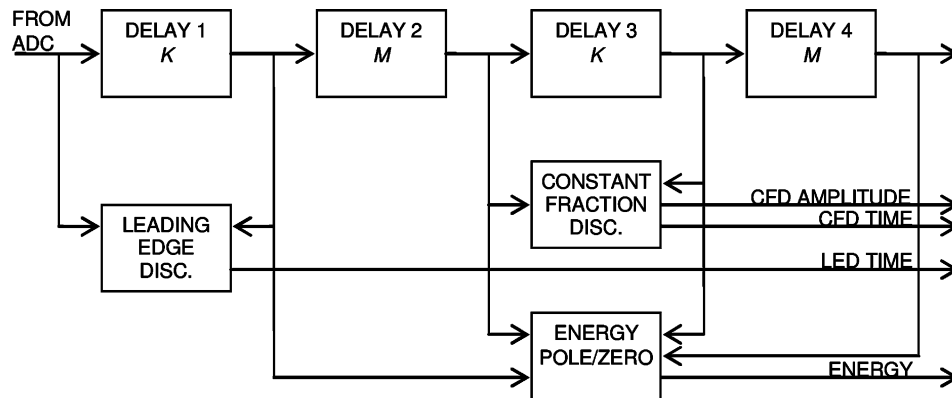 FROM
ADC
DELAY 1
K
DELAY 2
M
DELAY 3
K
DELAY 4
M
LEADING
EDGE
DISC.
CONSTANT
FRACTION
DISC.
CFD AMPLITUDE
CFD TIME
LED TIME
ENERGY
POLE/ZERO
ENERGY